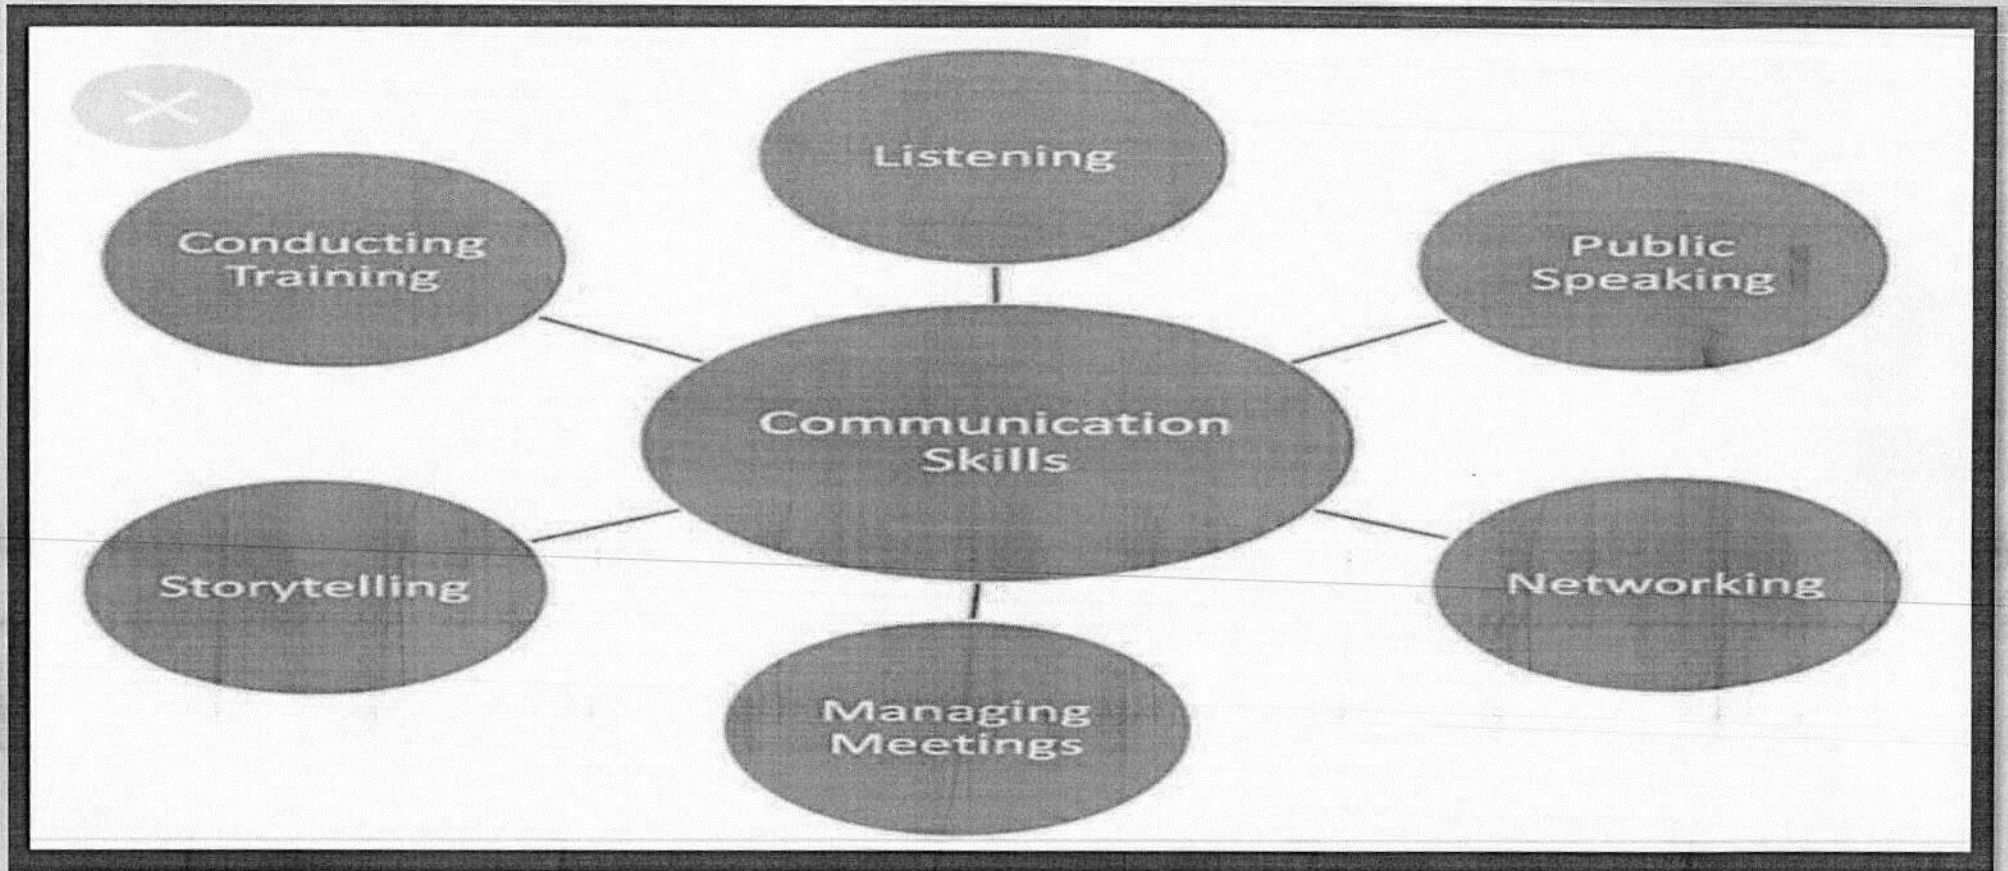 Listening
Conducting
Training
Public
Speaking
Communication
Skills
Storytelling
Networking
Managing
Meetings